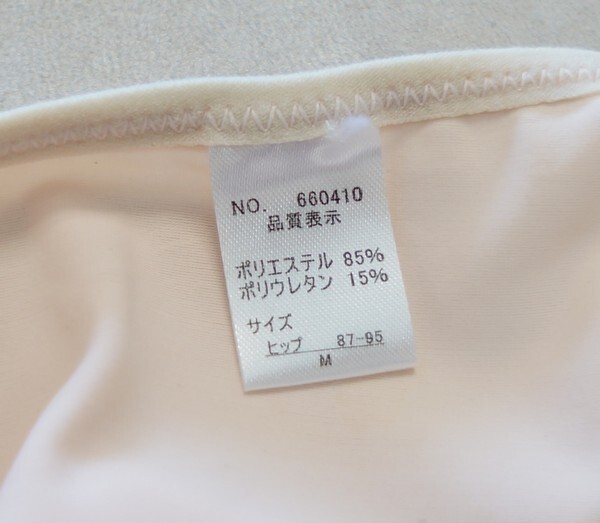 NO. 660410
品質表示
ポリエステル 85%
ポリウレタン 15%
サイズ
ヒップ 87-95
M